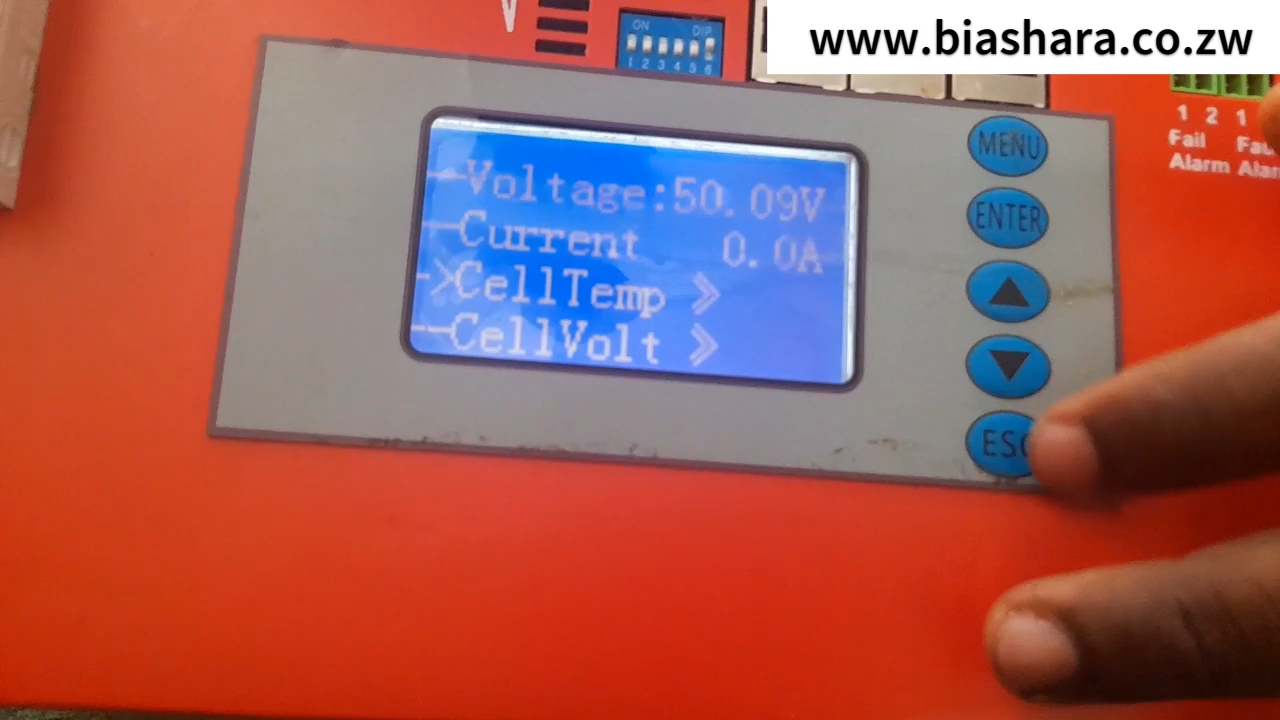 www.biashara.co.zw
V
ON DIP
1 2 3 4 5 6
1 2 1
Fail
Alarm
MENU
Voltage:50.09V
ENTER
Current 0.0A
->CellTemp »
CellVolt »
ESC